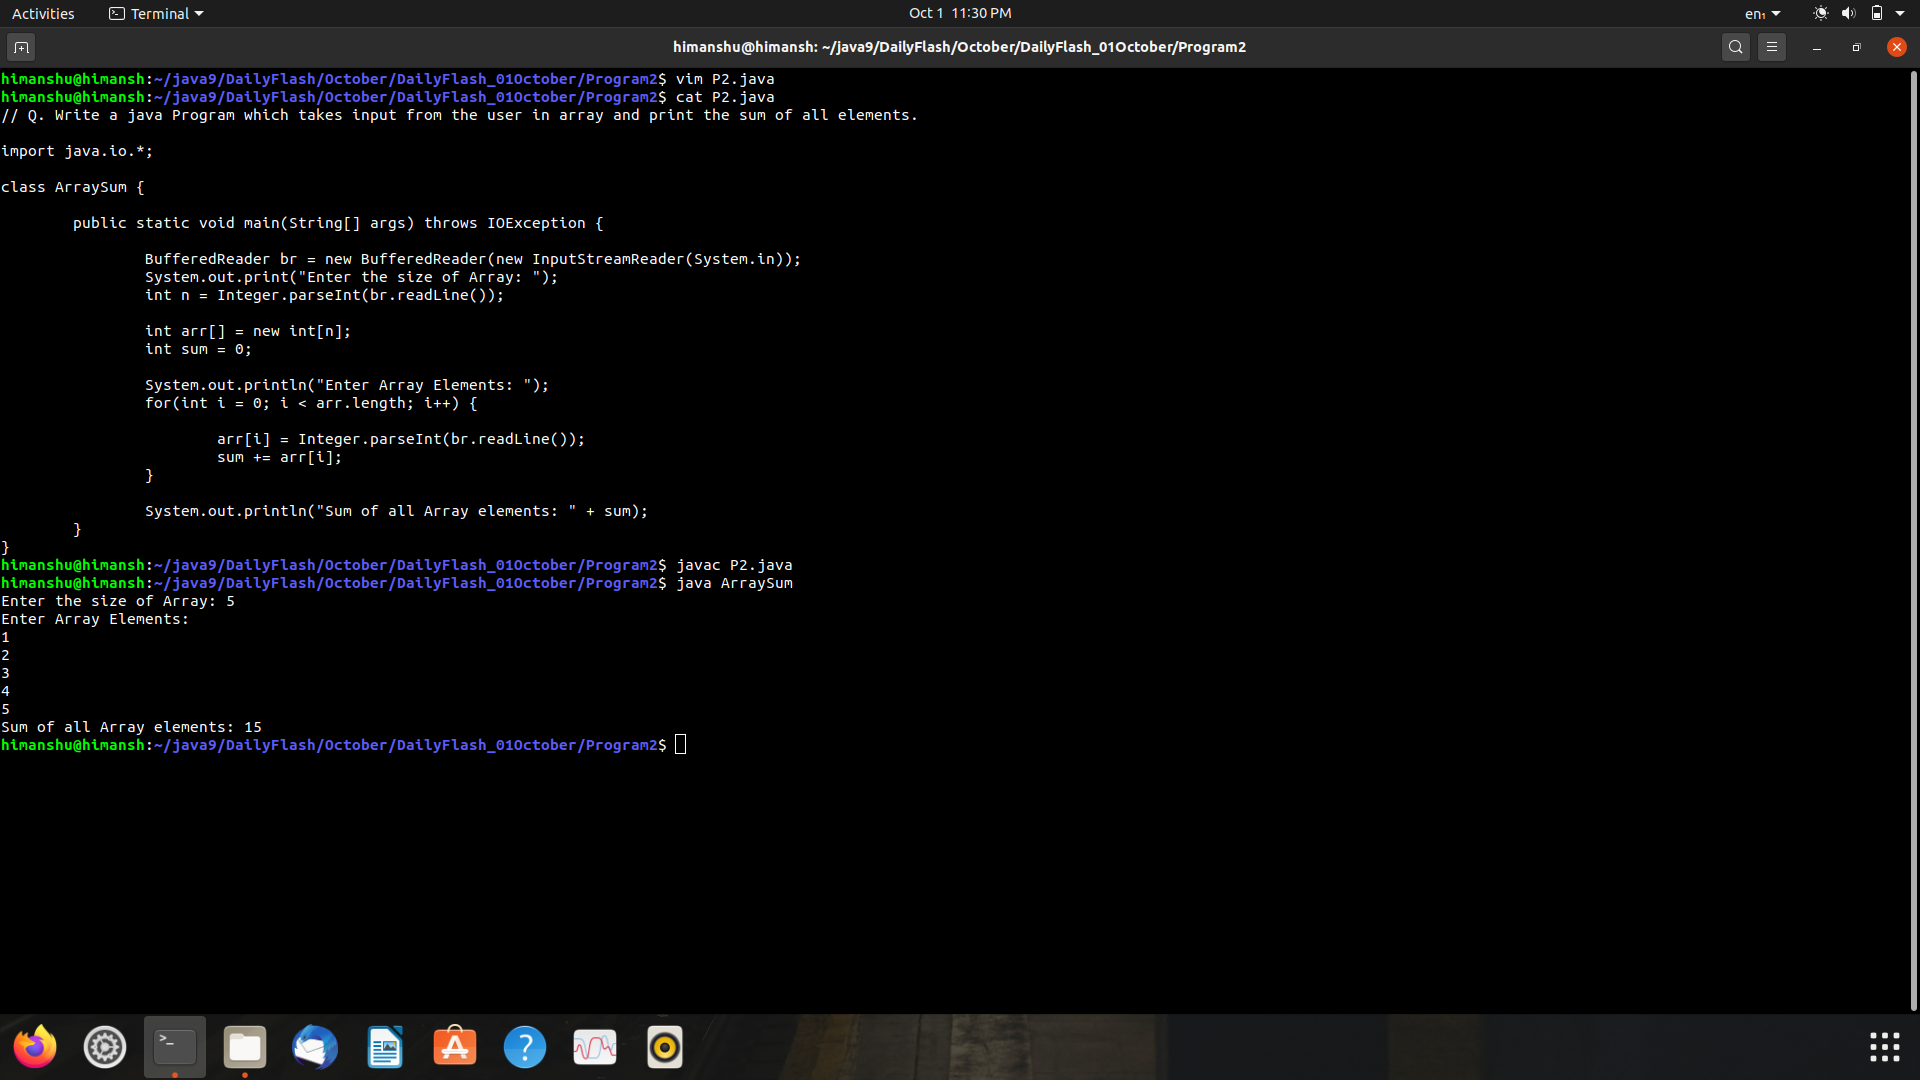 Activities Terminal Oct 1 11:30 PM en₁
himanshu@himansh: ~/java9/DailyFlash/October/DailyFlash_01October/Program2
himanshu@himansh:~/java9/DailyFlash/October/DailyFlash_01October/Program2$ vim P2.java
himanshu@himansh:~/java9/DailyFlash/October/DailyFlash_01October/Program2$ cat P2.java
// Q. Write a java Program which takes input from the user in array and print the sum of all elements.

import java.io.*;

class ArraySum {

        public static void main(String[] args) throws IOException {

                BufferedReader br = new BufferedReader(new InputStreamReader(System.in));
                System.out.print("Enter the size of Array: ");
                int n = Integer.parseInt(br.readLine());

                int arr[] = new int[n];
                int sum = 0;

                System.out.println("Enter Array Elements: ");
                for(int i = 0; i < arr.length; i++) {

                        arr[i] = Integer.parseInt(br.readLine());
                        sum += arr[i];
                }

                System.out.println("Sum of all Array elements: " + sum);
        }
}
himanshu@himansh:~/java9/DailyFlash/October/DailyFlash_01October/Program2$ javac P2.java
himanshu@himansh:~/java9/DailyFlash/October/DailyFlash_01October/Program2$ java ArraySum
Enter the size of Array: 5
Enter Array Elements:
1
2
3
4
5
Sum of all Array elements: 15
himanshu@himansh:~/java9/DailyFlash/October/DailyFlash_01October/Program2$